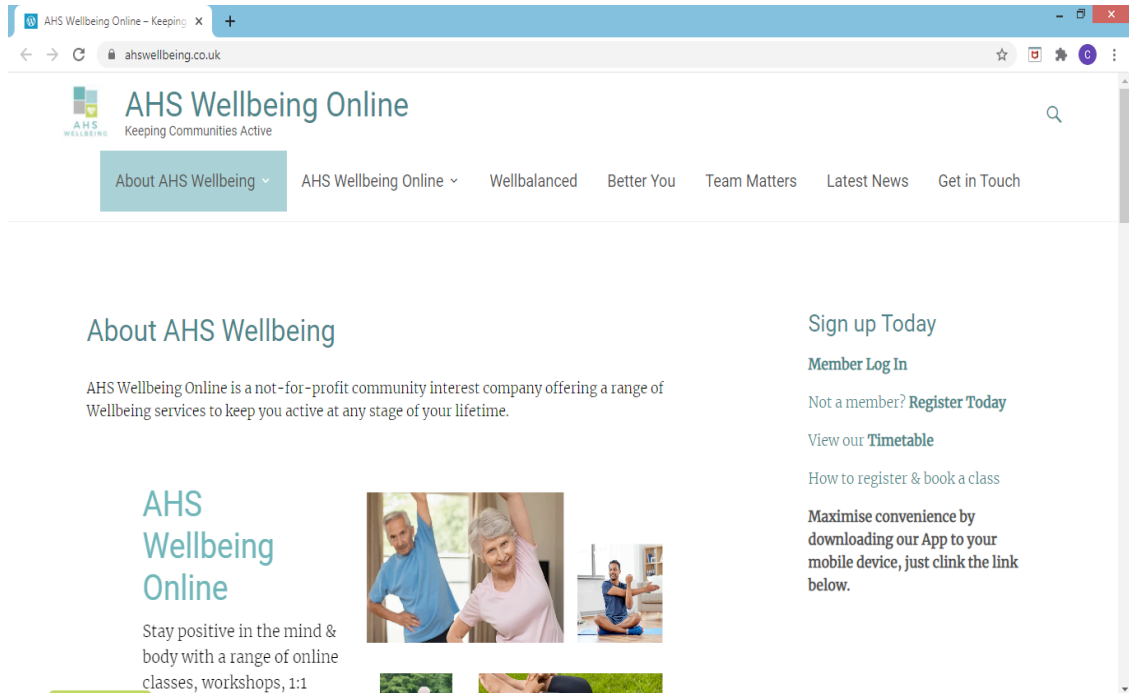 AHS Wellbeing Online – Keeping
ahswellbeing.co.uk
C
AHS
WELLBEING
AHS Wellbeing Online
Keeping Communities Active
About AHS Wellbeing AHS Wellbeing Online Wellbalanced Better You Team Matters Latest News Get in Touch
About AHS Wellbeing
AHS Wellbeing Online is a not-for-profit community interest company offering a range of
Wellbeing services to keep you active at any stage of your lifetime.
AHS
Wellbeing
Online
Stay positive in the mind &
body with a range of online
classes, workshops, 1:1
Sign up Today
Member Log In
Not a member? Register Today
View our Timetable
How to register & book a class
Maximise convenience by
downloading our App to your
mobile device, just clink the link
below.